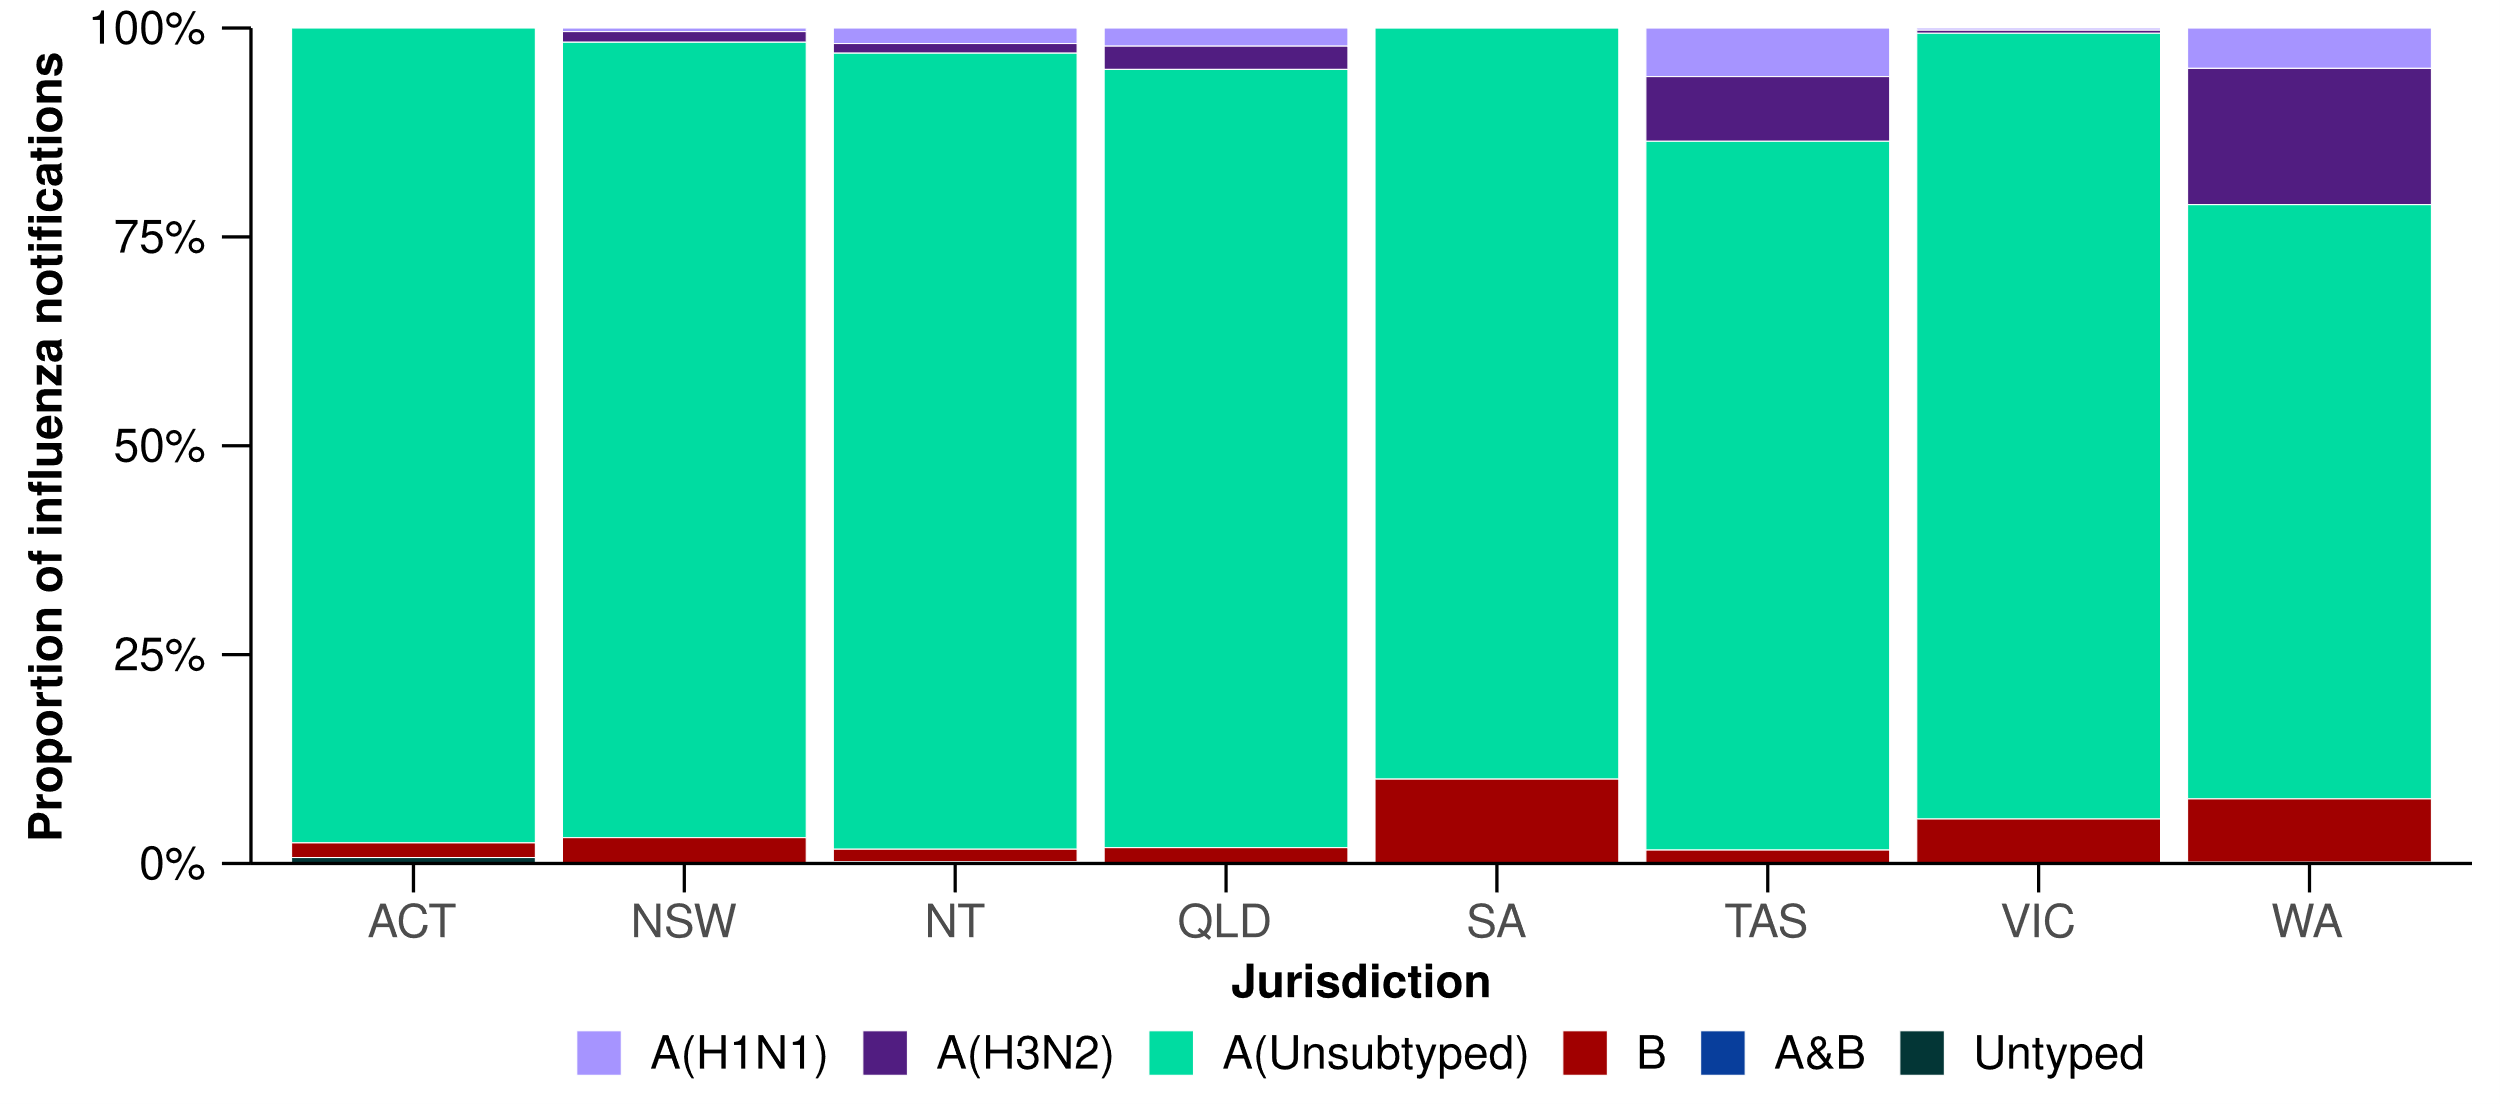 Proportion of influenza notifications
100%
75%
50%
25%
0%
ACT NSW NT QLD SA TAS VIC WA
Jurisdiction
A(H1N1) A(H3N2) A(Unsubtyped) B A&B Untyped